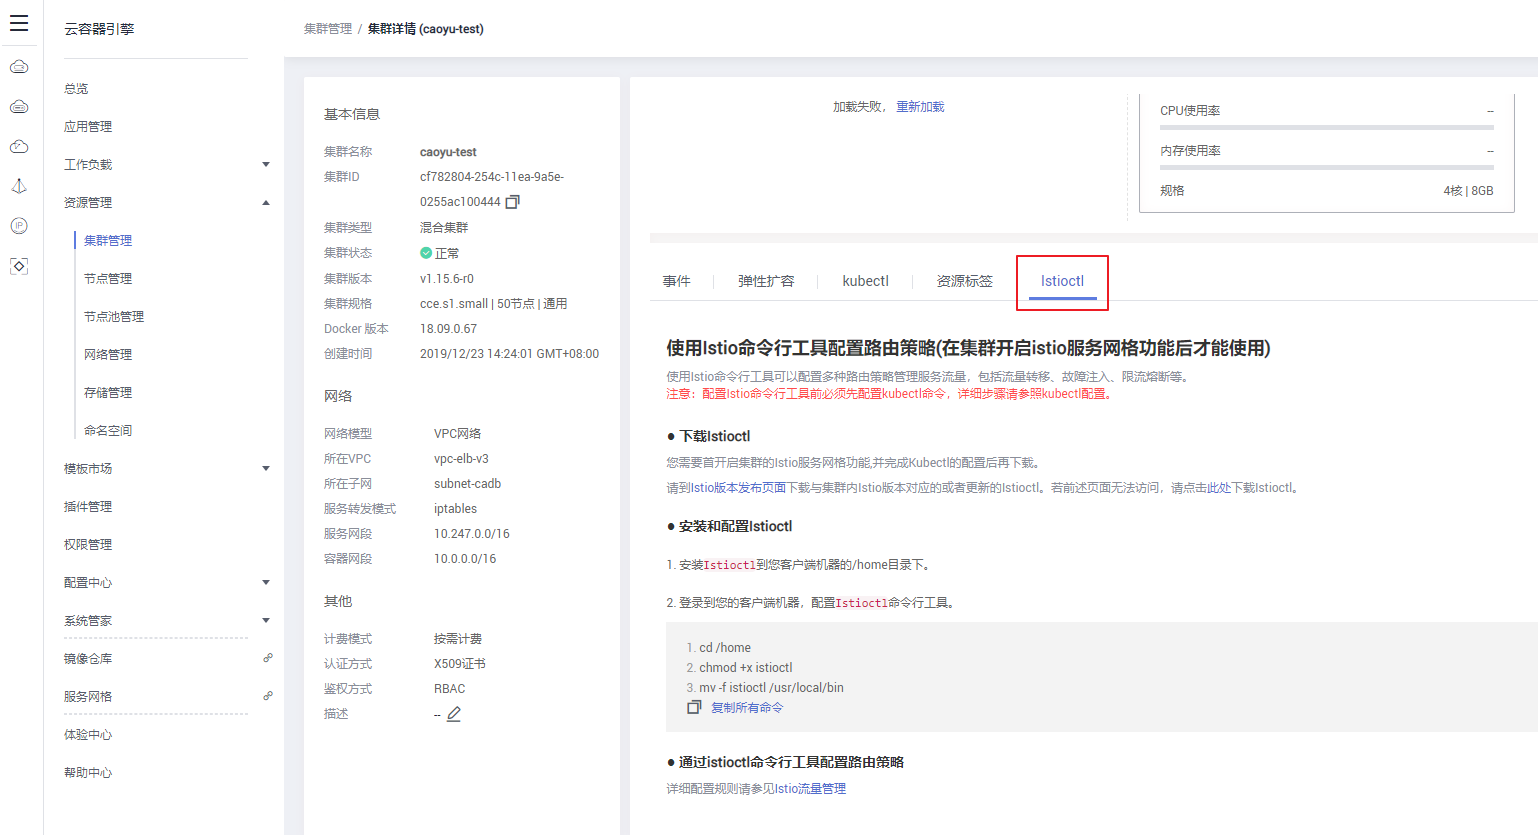 云容器引擎
总览
应用管理
工作负载
资源管理
集群管理
节点管理
节点池管理
网络管理
存储管理
命名空间
模板市场
插件管理
权限管理
配置中心
系统管家
镜像仓库
服务网格
体验中心
帮助中心
集群管理 / 集群详情 (caoyu-test)
基本信息
集群名称 caoyu-test
集群ID cf782804-254c-11ea-9a5e-
0255ac100444
集群类型 混合集群
集群状态 正常
集群版本 v1.15.6-r0
集群规格 cce.s1.small | 50节点 | 通用
Docker 版本 18.09.0.67
创建时间 2019/12/23 14:24:01 GMT+08:00
网络
网络模型 VPC网络
所在VPC vpc-elb-v3
所在子网 subnet-cadb
服务转发模式 iptables
服务网段 10.247.0.0/16
容器网段 10.0.0.0/16
其他
计费模式 按需计费
认证方式 X509证书
鉴权方式 RBAC
描述 --
加载失败， 重新加载
CPU使用率 --
内存使用率 --
规格 4核 | 8GB
事件 弹性扩容 kubectl 资源标签 Istioctl
使用Istio命令行工具配置路由策略(在集群开启istio服务网格功能后才能使用)
使用Istio命令行工具可以配置多种路由策略管理服务流量，包括流量转移、故障注入、限流熔断等。
注意：配置Istio命令行工具前必须先配置kubectl命令，详细步骤请参照kubectl配置。
● 下载Istioctl
您需要首开启集群的Istio服务网格功能,并完成Kubectl的配置后再下载。
请到Istio版本发布页面下载与集群内Istio版本对应的或者更新的Istioctl。若前述页面无法访问，请点击此处下载Istioctl。
● 安装和配置Istioctl
1. 安装Istioctl到您客户端机器的/home目录下。
2. 登录到您的客户端机器，配置Istioctl命令行工具。
1. cd /home
2. chmod +x istioctl
3. mv -f istioctl /usr/local/bin
复制所有命令
● 通过istioctl命令行工具配置路由策略
详细配置规则请参见Istio流量管理